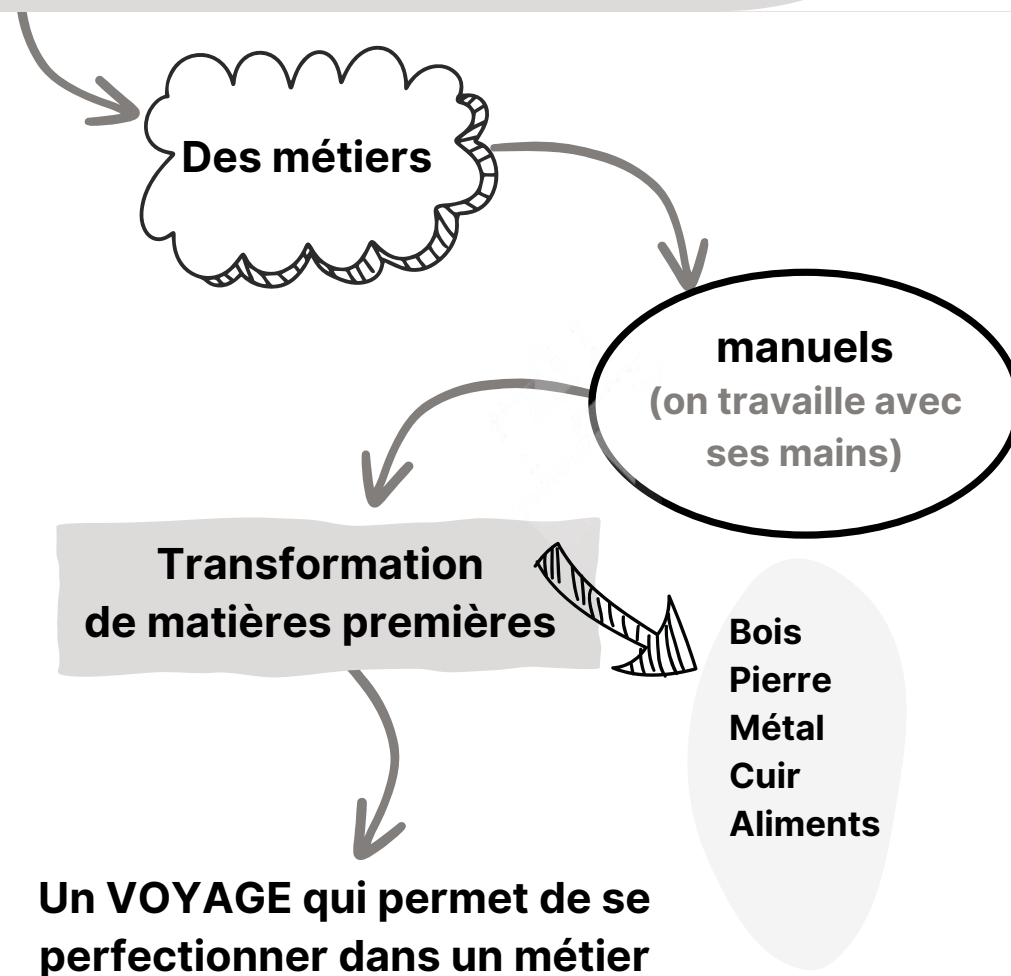 Des métiers
manuels
(on travaille avec
ses mains)
Transformation
de matières premières
Bois
Pierre
Métal
Cuir
Aliments
Un VOYAGE qui permet de se
perfectionner dans un métier